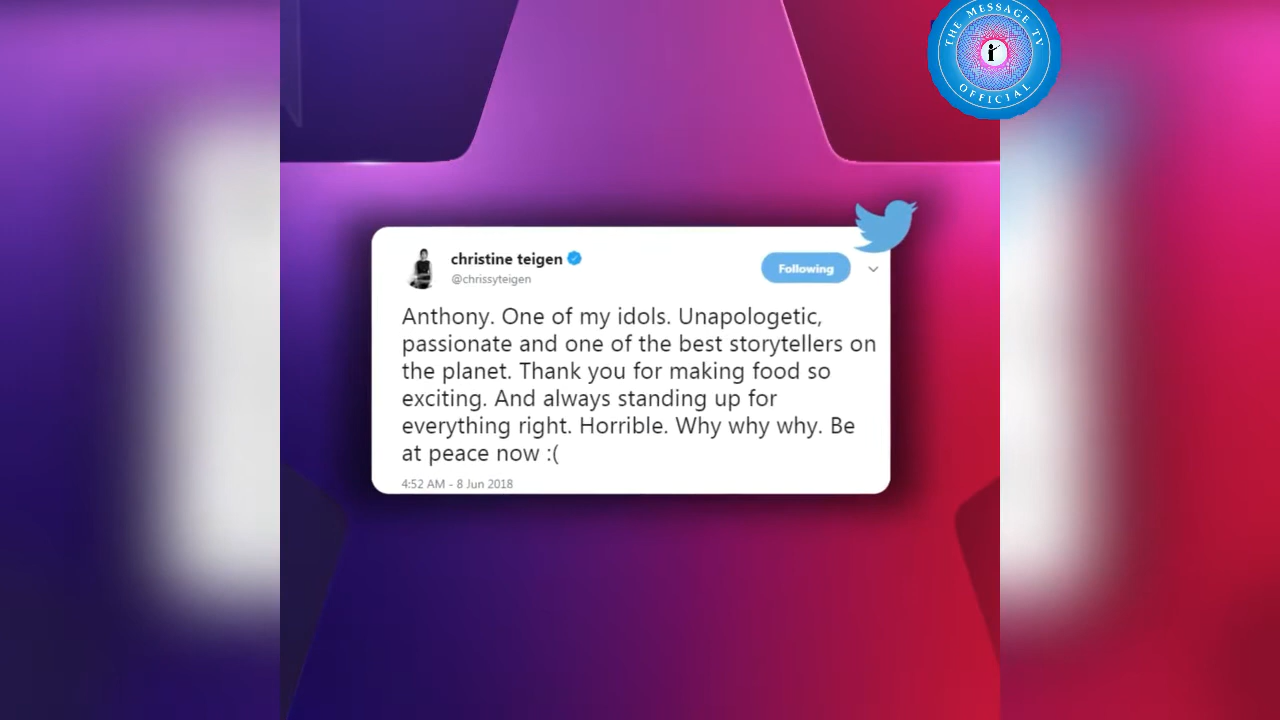 THE MESSAGE TV
OFFICIAL
christine teigen
@chrissyteigen
Following
Anthony. One of my idols. Unapologetic,
passionate and one of the best storytellers on
the planet. Thank you for making food so
exciting. And always standing up for
everything right. Horrible. Why why why. Be
at peace now :(
4:52 AM - 8 Jun 2018